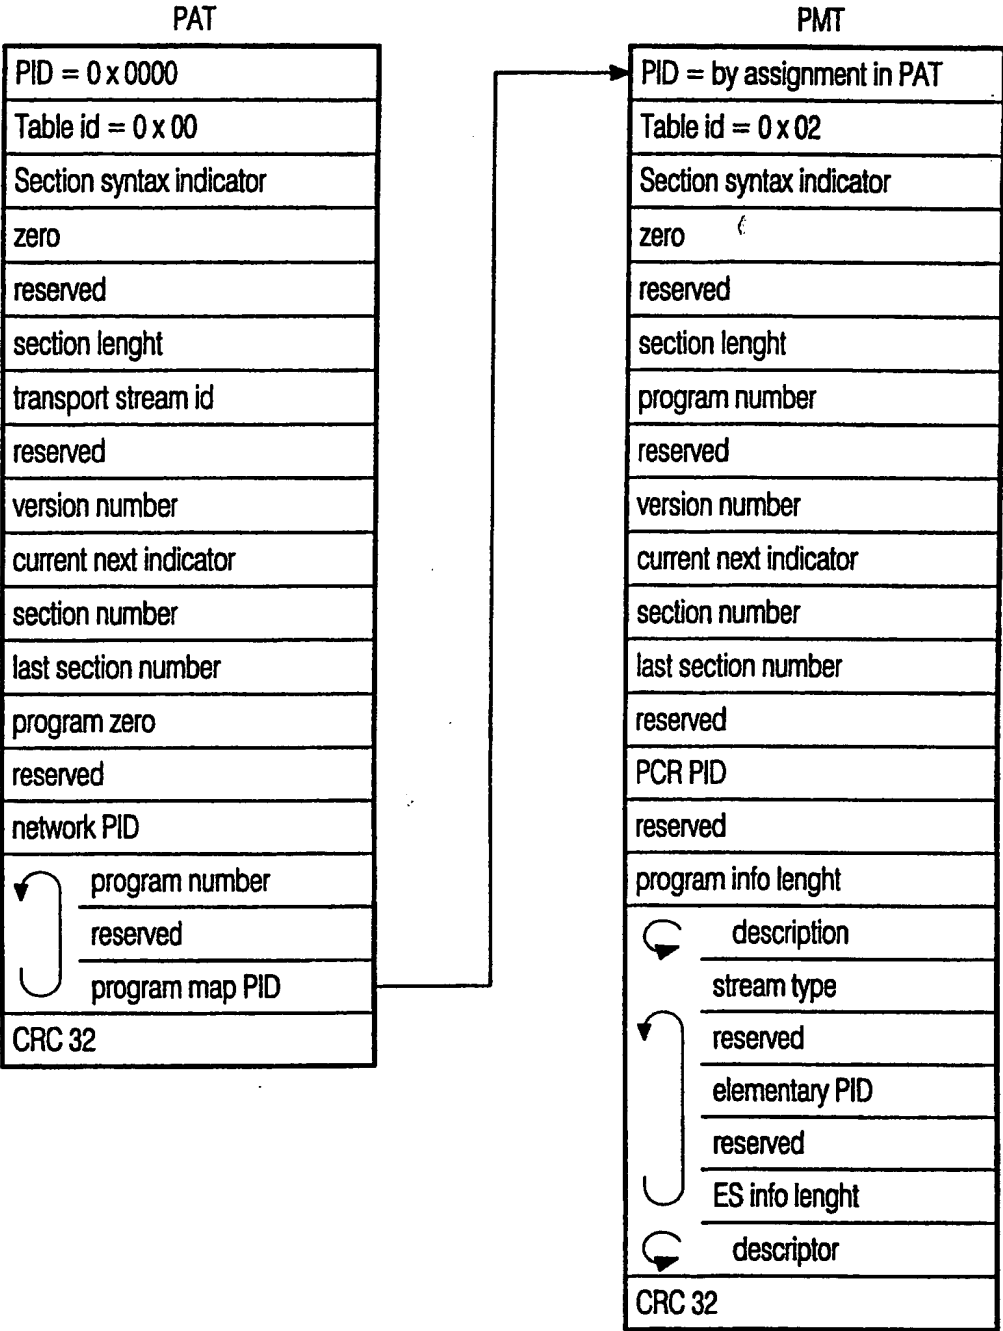 PAT
PID = 0 x 0000
Table id = 0 x 00
Section syntax indicator
zero
reserved
section lenght
transport stream id
reserved
version number
current next indicator
section number
last section number
program zero
reserved
network PID
program number
reserved
program map PID
CRC 32
PMT
PID = by assignment in PAT
Table id = 0 x 02
Section syntax indicator
zero
reserved
section lenght
program number
reserved
version number
current next indicator
section number
last section number
reserved
PCR PID
reserved
program info lenght
description
stream type
reserved
elementary PID
reserved
ES info lenght
descriptor
CRC 32